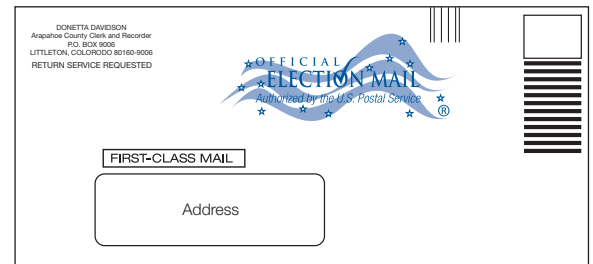 DONETTA DAVIDSON
Arapahoe County Clerk and Recorder
P.O. BOX 9006
LITTLETON, COLORODO 80160-9006
RETURN SERVICE REQUESTED
OFFICIAL
ELECTION MAIL
Authorized by the U.S. Postal Service
®
FIRST-CLASS MAIL
Address